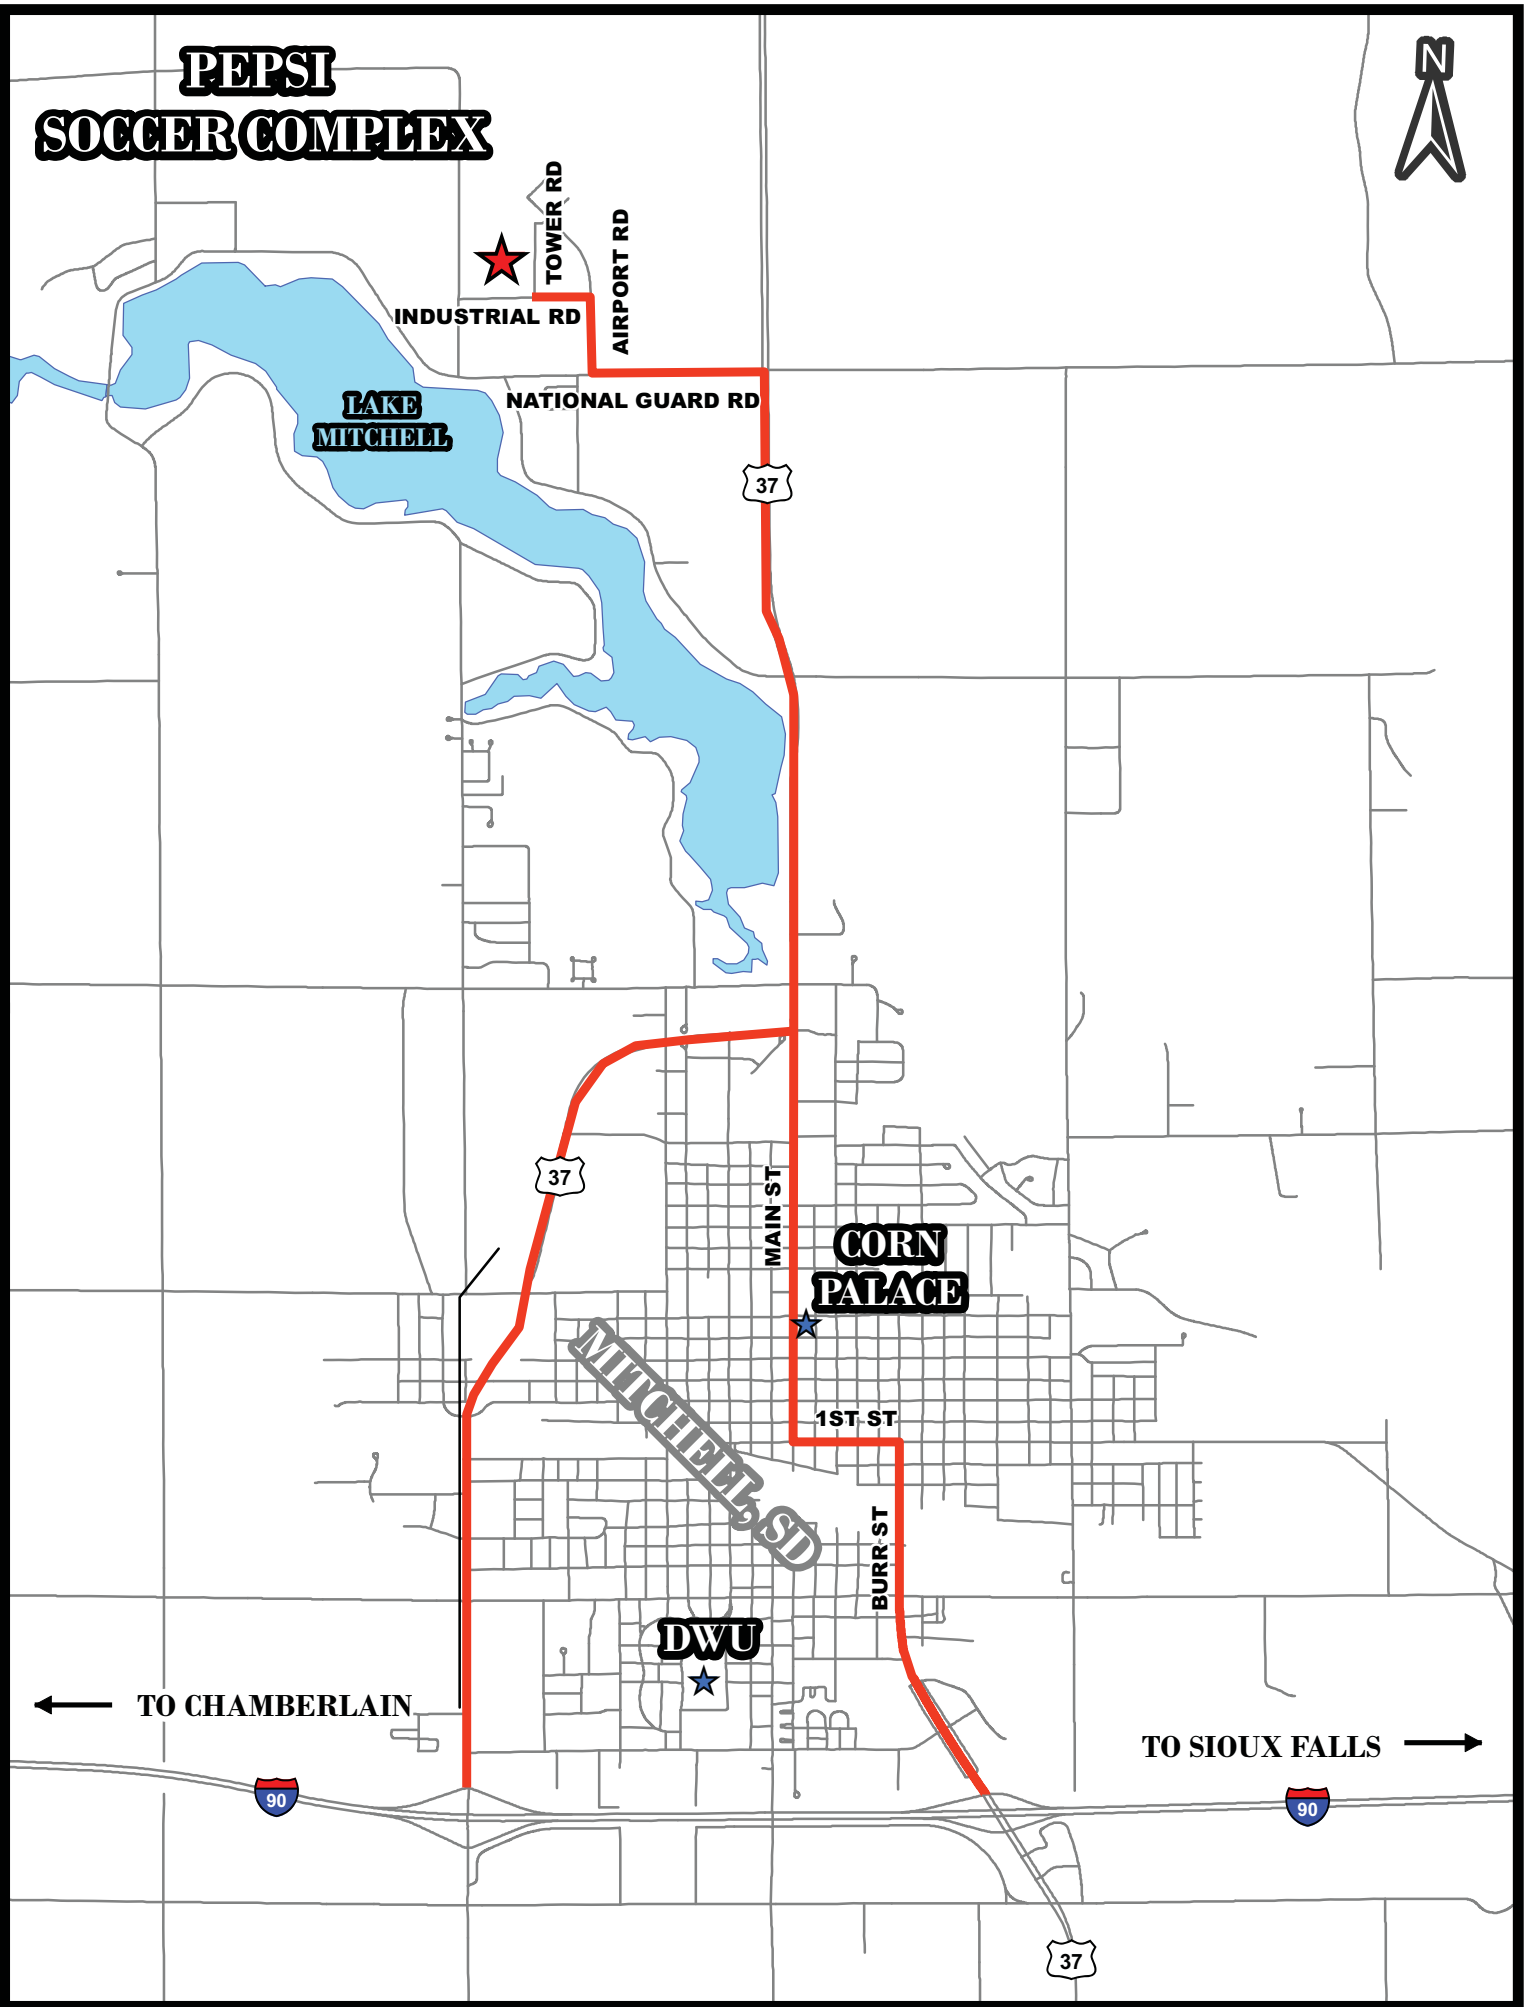 PEPSI
SOCCER COMPLEX
N
TOWER RD
AIRPORT RD
INDUSTRIAL RD
NATIONAL GUARD RD
LAKE
MITCHELL
37
37
MAIN ST
CORN
PALACE
MITCHELL, SD
1ST ST
BURR ST
DWU
TO CHAMBERLAIN
TO SIOUX FALLS
90
90
37